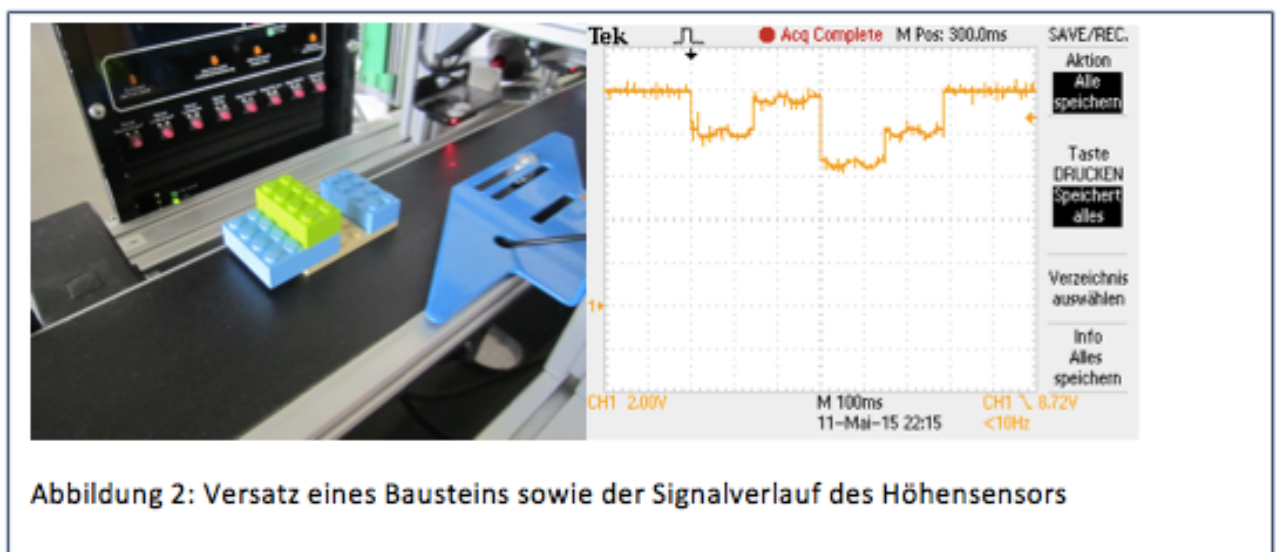 Tek Acq Complete M Pos: 300.0ms SAVE/REC.
Aktion
Alle
speichern
Taste
DRUCKEN
Speichert
alles
Verzeichnis
auswählen
1
Info
Alles
speichern
CH1 2.00V M 100ms CH1 8.72V
11-Mai-15 22:15 <10Hz
Abbildung 2: Versatz eines Bausteins sowie der Signalverlauf des Höhensensors